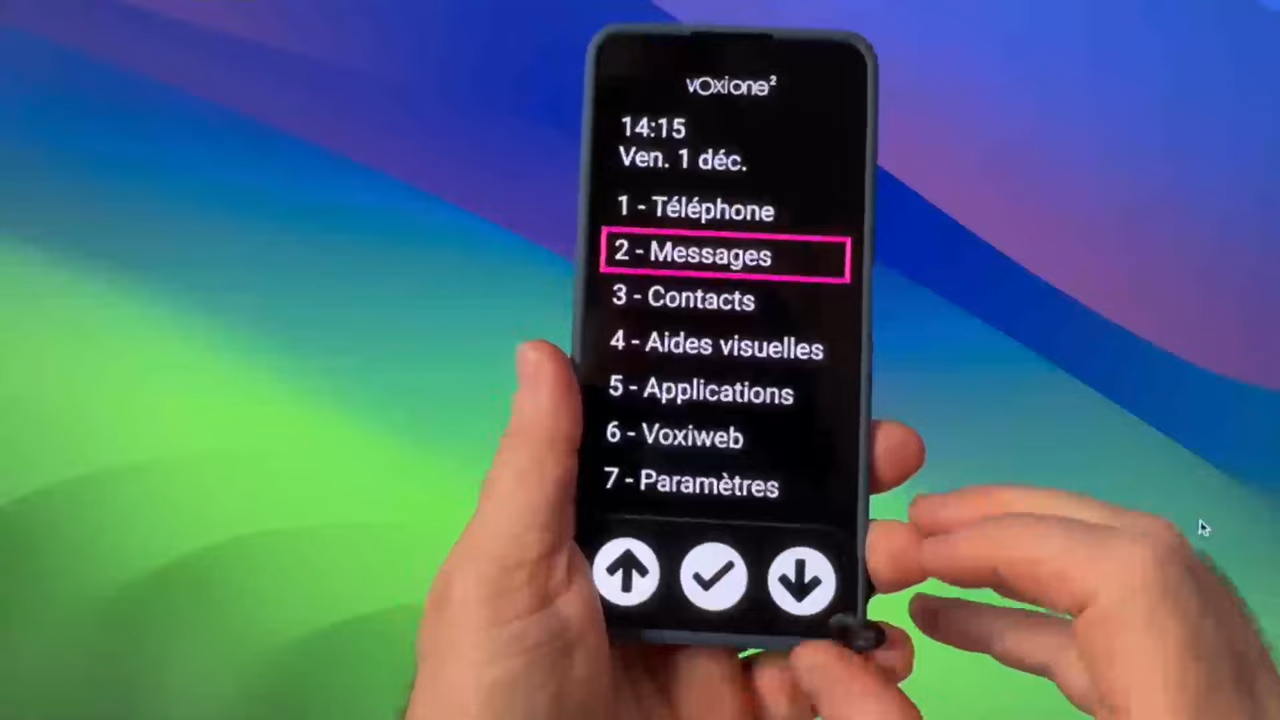 vOxione²
14:15
Ven. 1 déc.
1 - Téléphone
2 - Messages
3 - Contacts
4 - Aides visuelles
5 - Applications
6 - Voxiweb
7 - Paramètres